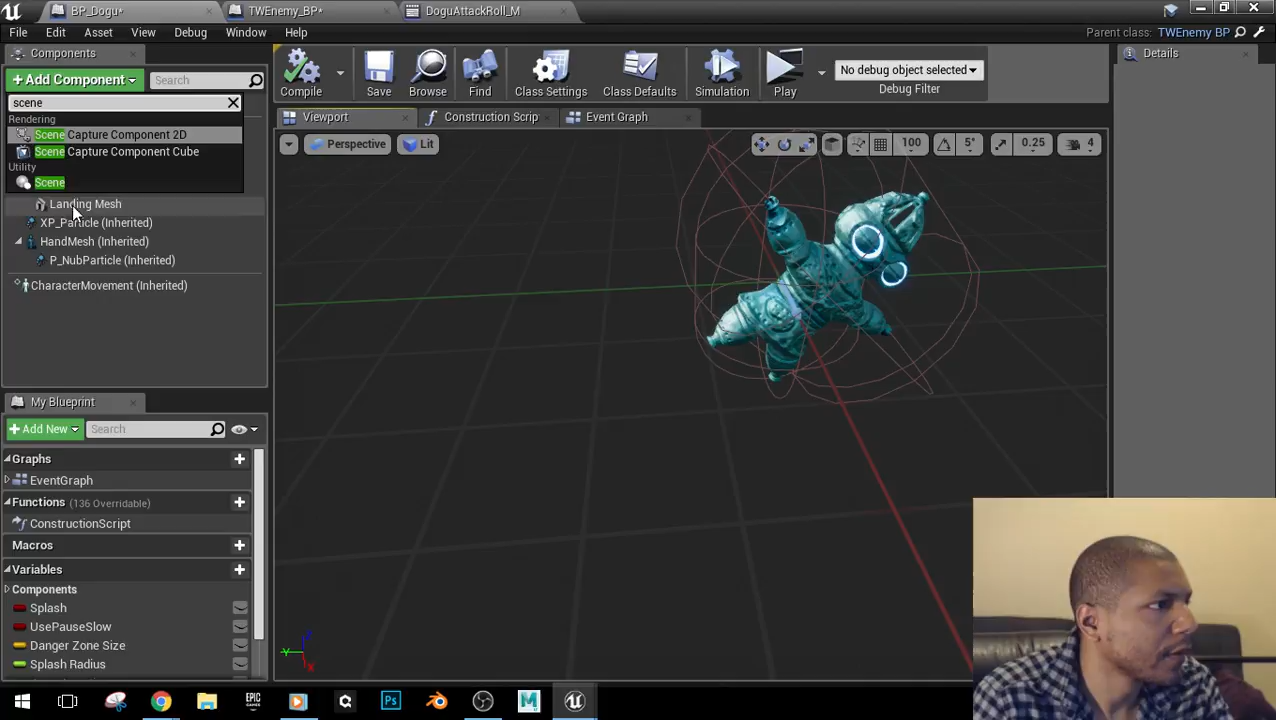 BP_Dogu*
TWEnemy_BP*
DoguAttackRoll_M
File
Edit
Asset
View
Debug
Window
Help
Parent class:
TWEnemy BP
Components
Details
+Add Component
Search
scene
Rendering
Scene Capture Component 2D
Scene Capture Component Cube
Utility
Scene
Landing Mesh
XP_Particle (Inherited)
HandMesh (Inherited)
P_NubParticle (Inherited)
CharacterMovement (Inherited)
Compile
Save
Browse
Find
Class Settings
Class Defaults
Simulation
Play
No debug object selected
Debug Filter
Viewport
Construction Scrip
Event Graph
Perspective
Lit
100
5°
0.25
4
My Blueprint
+Add New
Search
Graphs
EventGraph
Functions (136 Overridable)
ConstructionScript
Macros
Variables
Components
Splash
UsePauseSlow
Danger Zone Size
Splash Radius
Z
Y
X
EPIC
GAMES
Ps
M